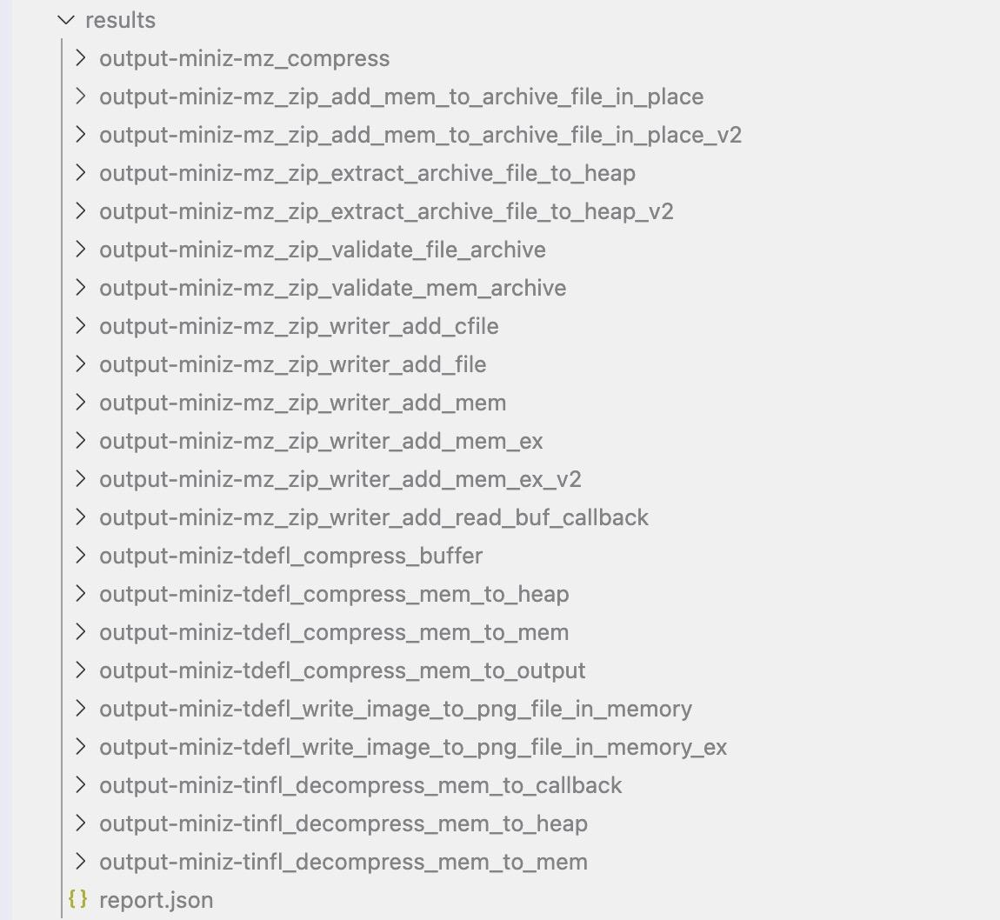 results
output-miniz-mz_compress
output-miniz-mz_zip_add_mem_to_archive_file_in_place
output-miniz-mz_zip_add_mem_to_archive_file_in_place_v2
output-miniz-mz_zip_extract_archive_file_to_heap
output-miniz-mz_zip_extract_archive_file_to_heap_v2
output-miniz-mz_zip_validate_file_archive
output-miniz-mz_zip_validate_mem_archive
output-miniz-mz_zip_writer_add_cfile
output-miniz-mz_zip_writer_add_file
output-miniz-mz_zip_writer_add_mem
output-miniz-mz_zip_writer_add_mem_ex
output-miniz-mz_zip_writer_add_mem_ex_v2
output-miniz-mz_zip_writer_add_read_buf_callback
output-miniz-tdefl_compress_buffer
output-miniz-tdefl_compress_mem_to_heap
output-miniz-tdefl_compress_mem_to_mem
output-miniz-tdefl_compress_mem_to_output
output-miniz-tdefl_write_image_to_png_file_in_memory
output-miniz-tdefl_write_image_to_png_file_in_memory_ex
output-miniz-tinfl_decompress_mem_to_callback
output-miniz-tinfl_decompress_mem_to_heap
output-miniz-tinfl_decompress_mem_to_mem
{} report.json